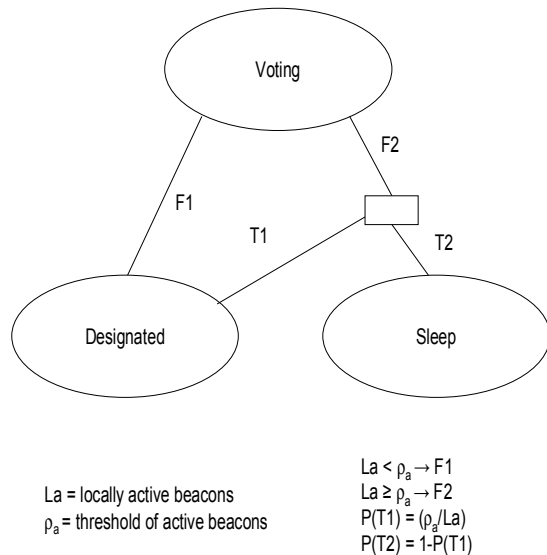 Voting
F2
F1
T1
T2
Designated
Sleep
La = locally active beacons
ρₐ = threshold of active beacons
La < ρₐ → F1
La ≥ ρₐ → F2
P(T1) = (ρₐ/La)
P(T2) = 1-P(T1)